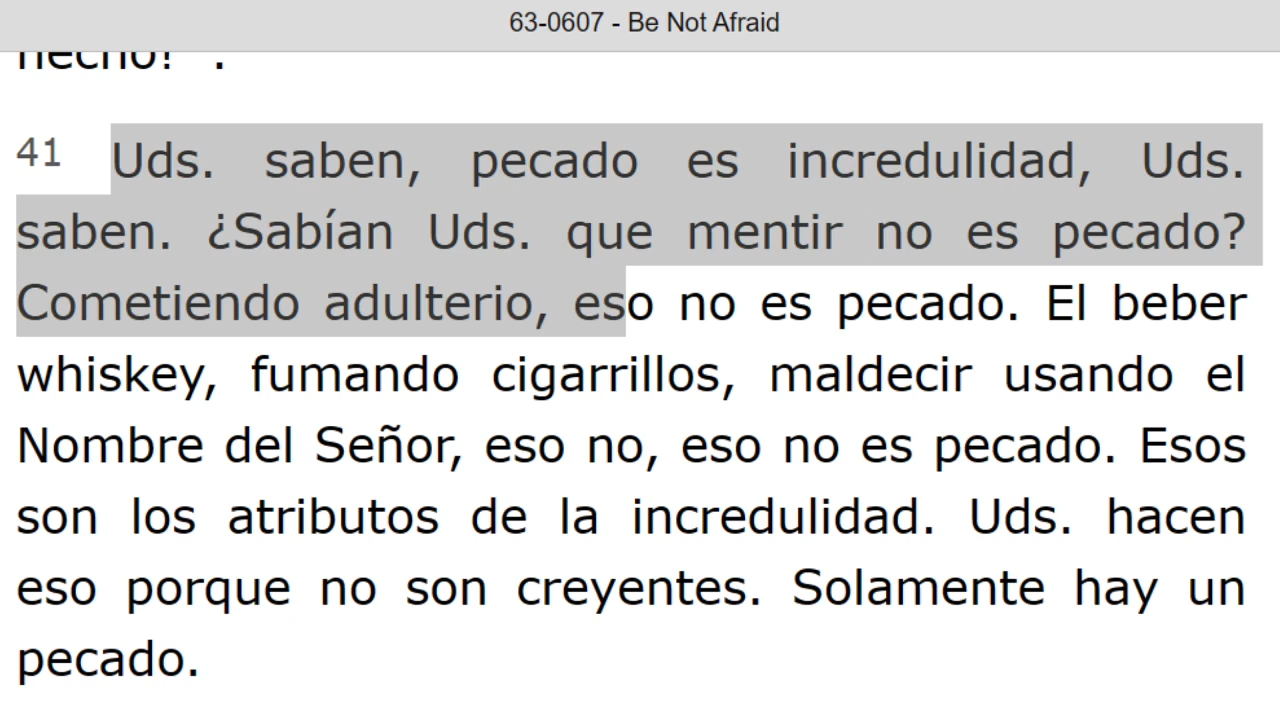 63-0607 - Be Not Afraid
hecho!" .
41 Uds. saben, pecado es incredulidad, Uds.
saben. ¿Sabían Uds. que mentir no es pecado?
Cometiendo adulterio, eso no es pecado. El beber
whiskey, fumando cigarrillos, maldecir usando el
Nombre del Señor, eso no, eso no es pecado. Esos
son los atributos de la incredulidad. Uds. hacen
eso porque no son creyentes. Solamente hay un
pecado.